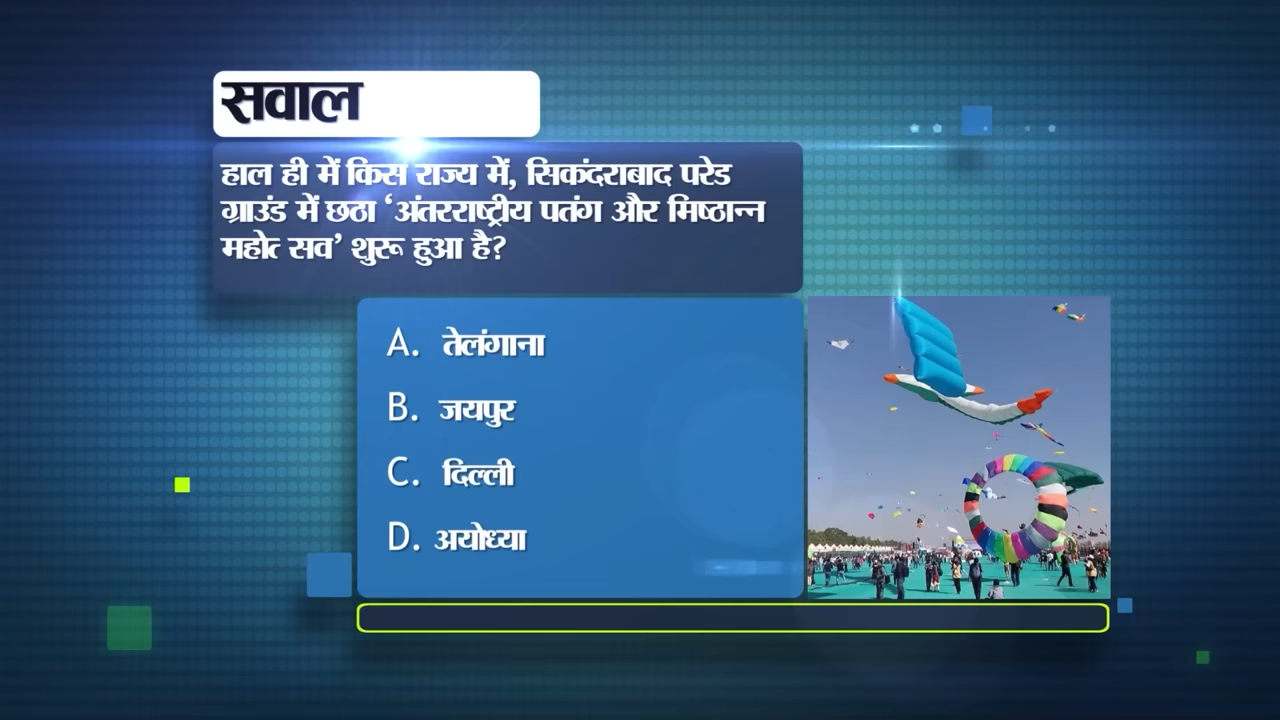 सवाल
हाल ही में किस राज्य में, सिकंदराबाद परेड
ग्राउंड में छठा ‘अंतरराष्ट्रीय पतंग और मिष्ठान्न
महोत सव’ शुरू हुआ है?
A. तेलंगाना
B. जयपुर
C. दिल्ली
D. अयोध्या